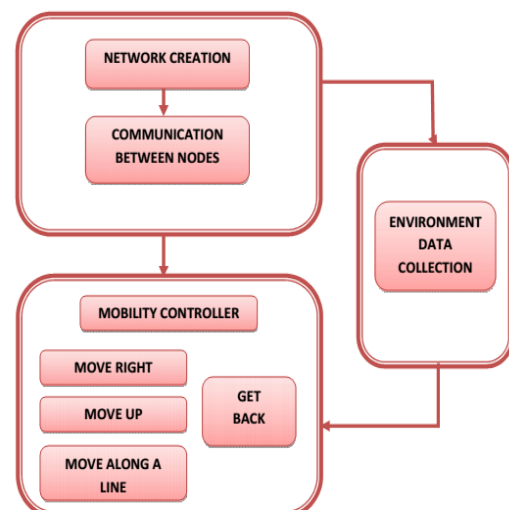 NETWORK CREATION
COMMUNICATION
BETWEEN NODES
ENVIRONMENT
DATA
COLLECTION
MOBILITY CONTROLLER
MOVE RIGHT
MOVE UP
MOVE ALONG A
LINE
GET
BACK